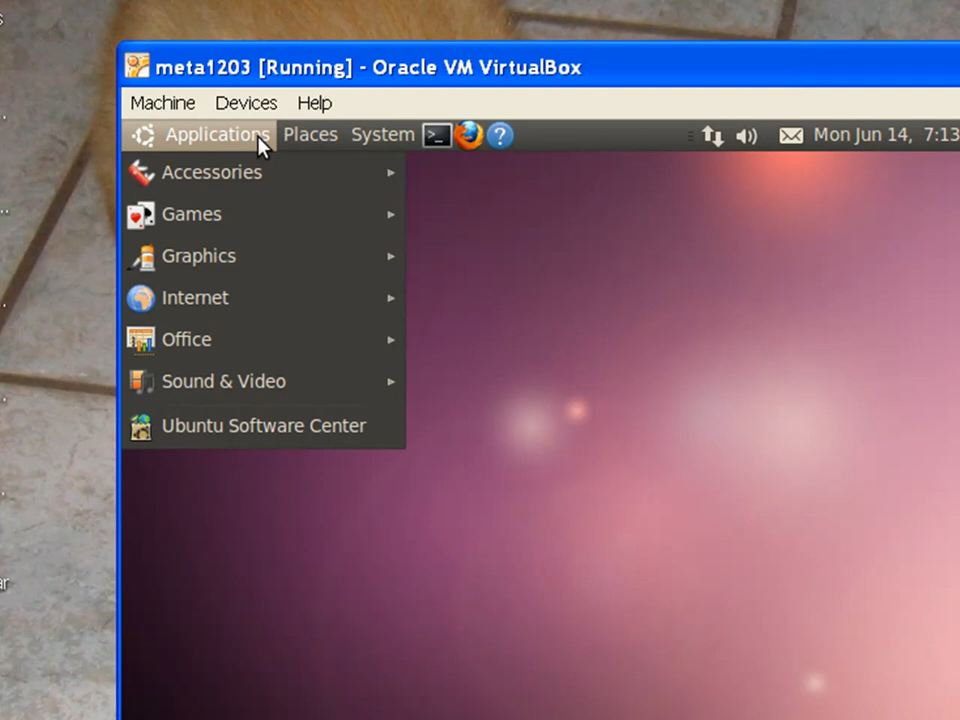 meta1203 [Running] - Oracle VM VirtualBox
Machine Devices Help
Applications Places System >_ ? Mon Jun 14, 7:13
Accessories
Games
Graphics
Internet
Office
Sound & Video
Ubuntu Software Center
s
..
ar